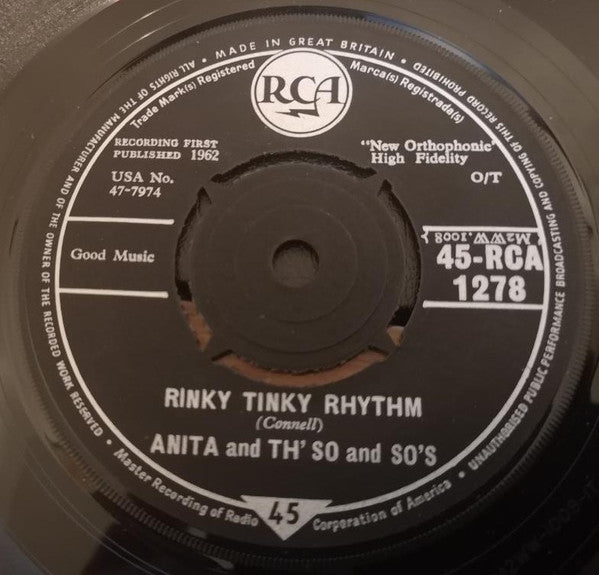 ALL RIGHTS OF THE MANUFACTURER AND OF THE OWNER OF THE RECORDED WORK RESERVED • MADE IN GREAT BRITAIN • UNAUTHORISED PUBLIC PERFORMANCE BROADCASTING AND COPYING OF THIS RECORD PROHIBITED
Trade Mark(s) Registered
RCA
Marca(s) Registrada(s)
RECORDING FIRST
PUBLISHED 1962
"New Orthophonic"
High Fidelity
USA No.
47-7974
O/T
Good Music
M2WW.1008
45-RCA
1278
RINKY TINKY RHYTHM
(Connell)
ANITA and TH' SO and SO'S
Master Recording of Radio
45
Corporation of America